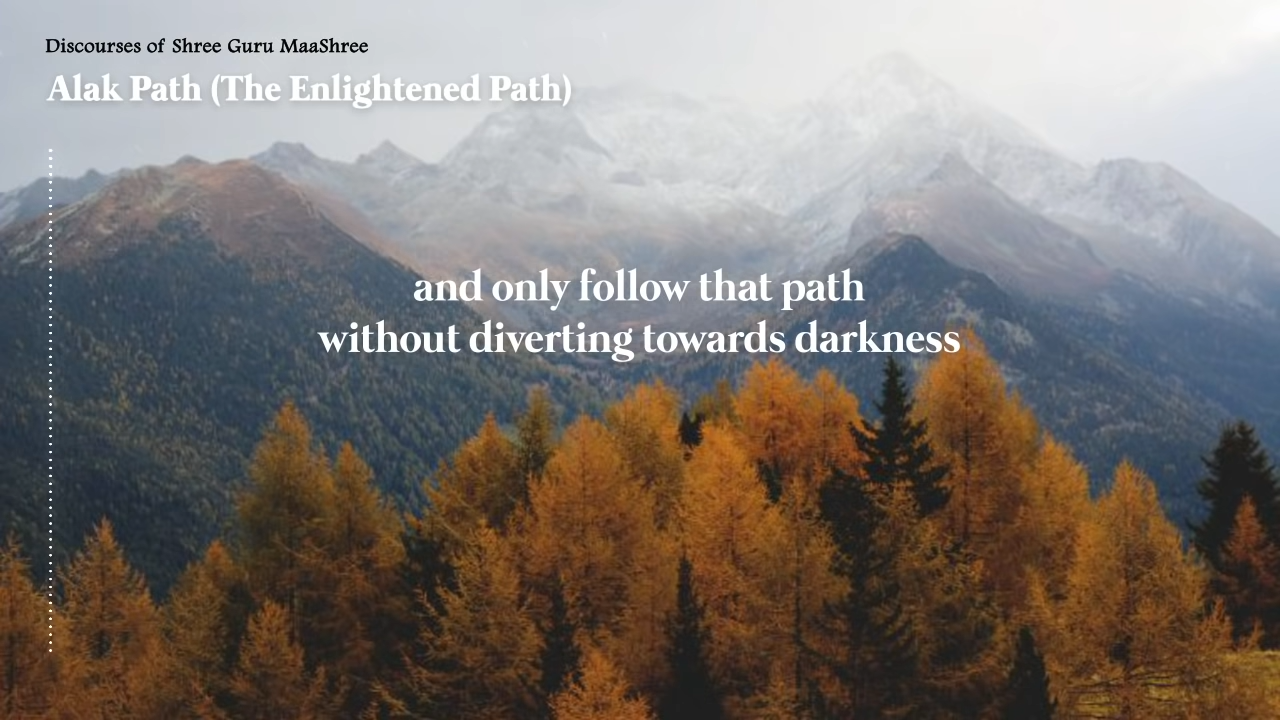 Discourses of Shree Guru MaaShree
Alak Path (The Enlightened Path)
and only follow that path
without diverting towards darkness